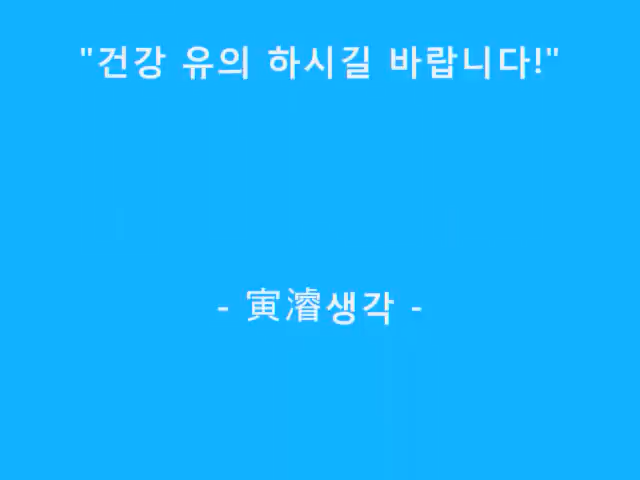 "건강 유의 하시길 바랍니다!"
- 寅濬생각 -